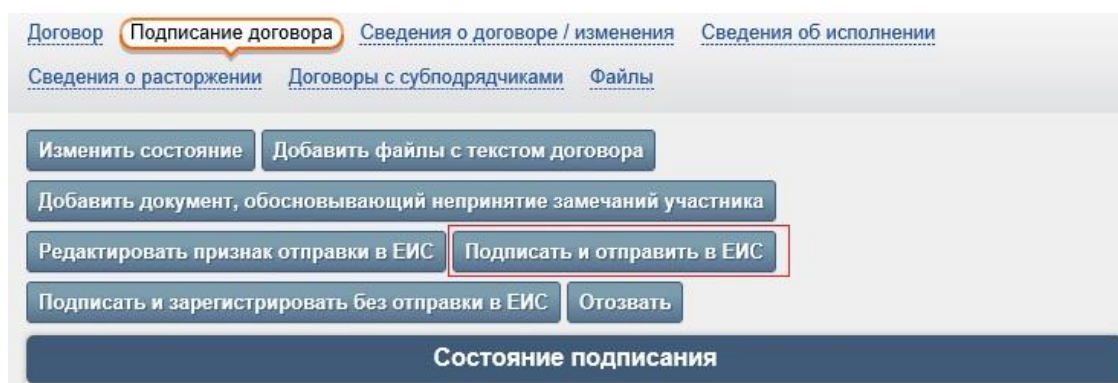 Договор Подписание договора Сведения о договоре / изменения Сведения об исполнении
Сведения о расторжении Договоры с субподрядчиками Файлы
Изменить состояние Добавить файлы с текстом договора
Добавить документ, обосновывающий непринятие замечаний участника
Редактировать признак отправки в ЕИС Подписать и отправить в ЕИС
Подписать и зарегистрировать без отправки в ЕИС Отозвать
Состояние подписания